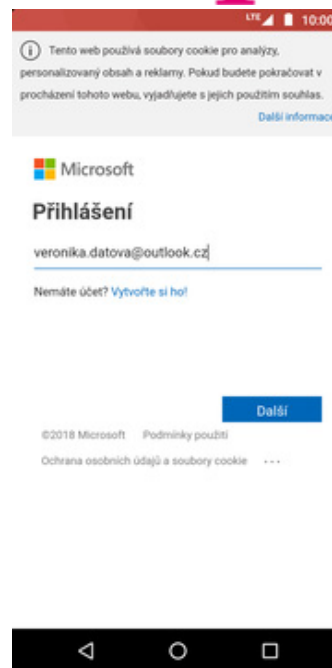 LTE 10:00
Tento web používá soubory cookie pro analýzy,
personalizovaný obsah a reklamy. Pokud budete pokračovat v
procházení tohoto webu, vyjadřujete s jejich použitím souhlas.
Další informace
Microsoft
Přihlášení
veronika.datova@outlook.cz
Nemáte účet? Vytvořte si ho!
Další
©2018 Microsoft Podmínky použití
Ochrana osobních údajů a soubory cookie ...